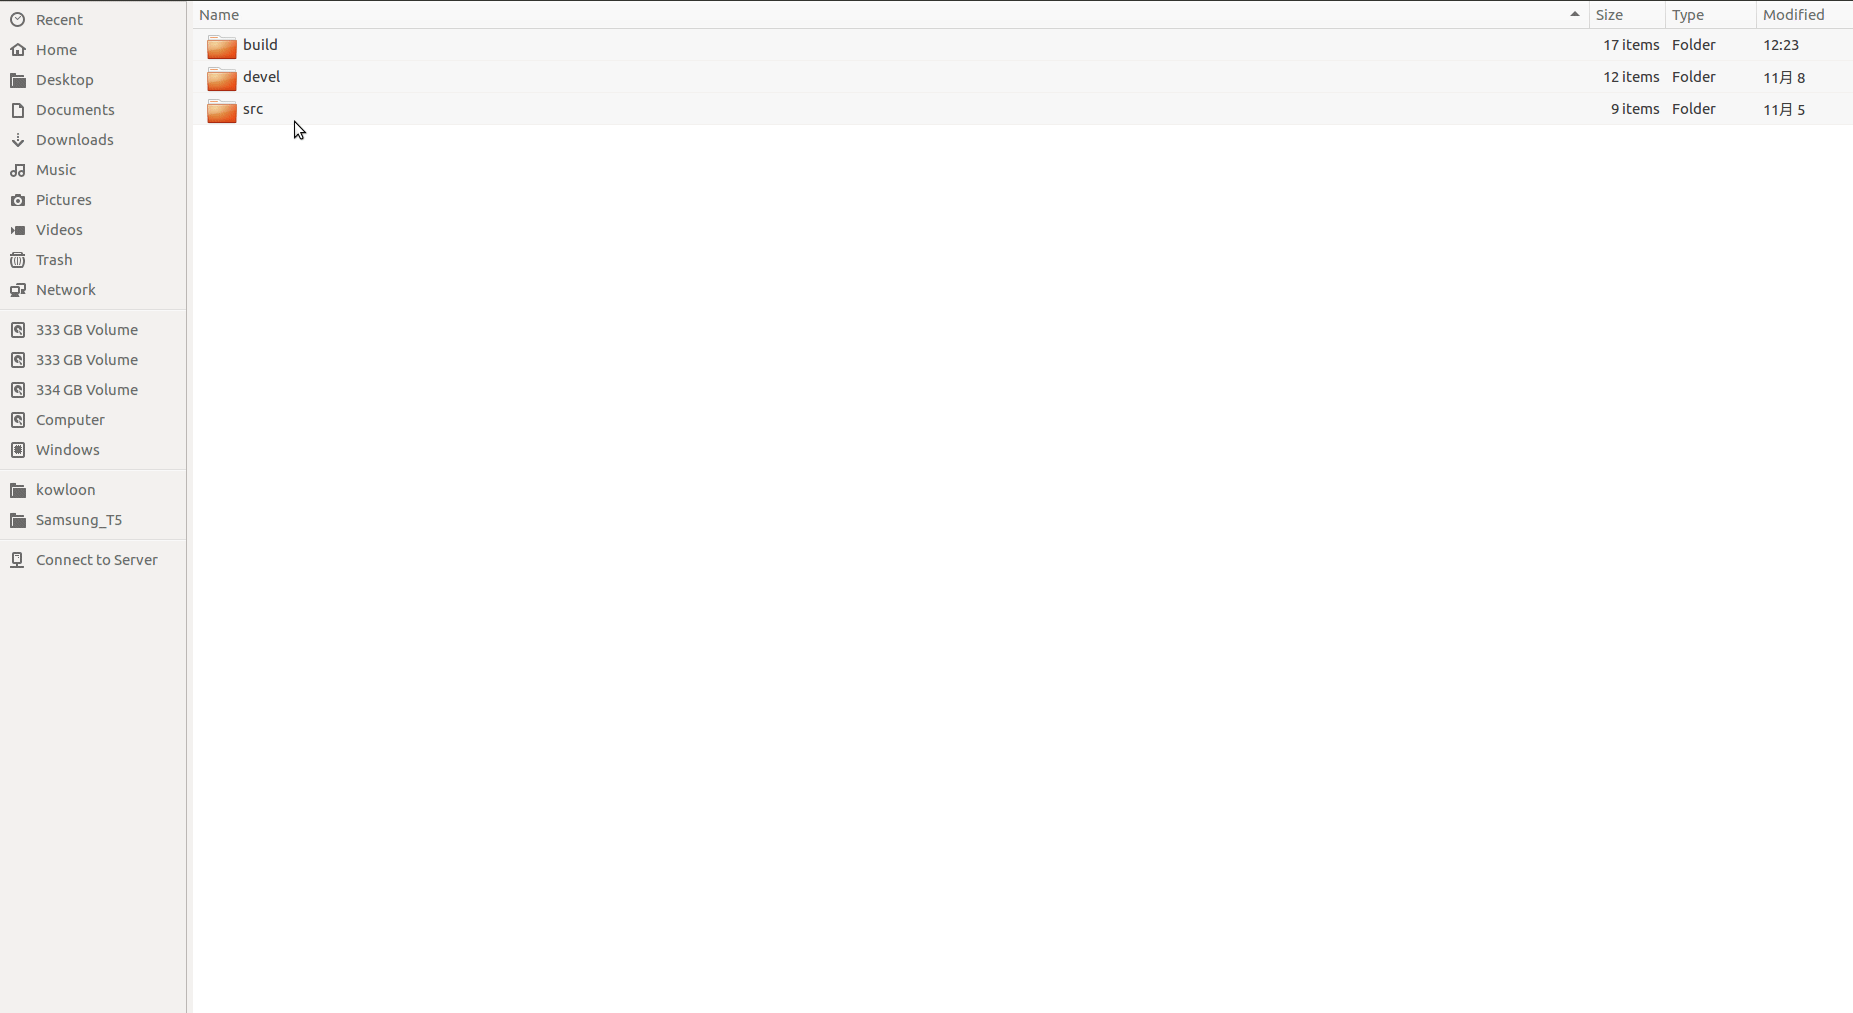 Recent
Home
Desktop
Documents
Downloads
Music
Pictures
Videos
Trash
Network
333 GB Volume
333 GB Volume
334 GB Volume
Computer
Windows
kowloon
Samsung_T5
Connect to Server
Name Size Type Modified
build 17 items Folder 12:23
devel 12 items Folder 11月 8
src 9 items Folder 11月 5